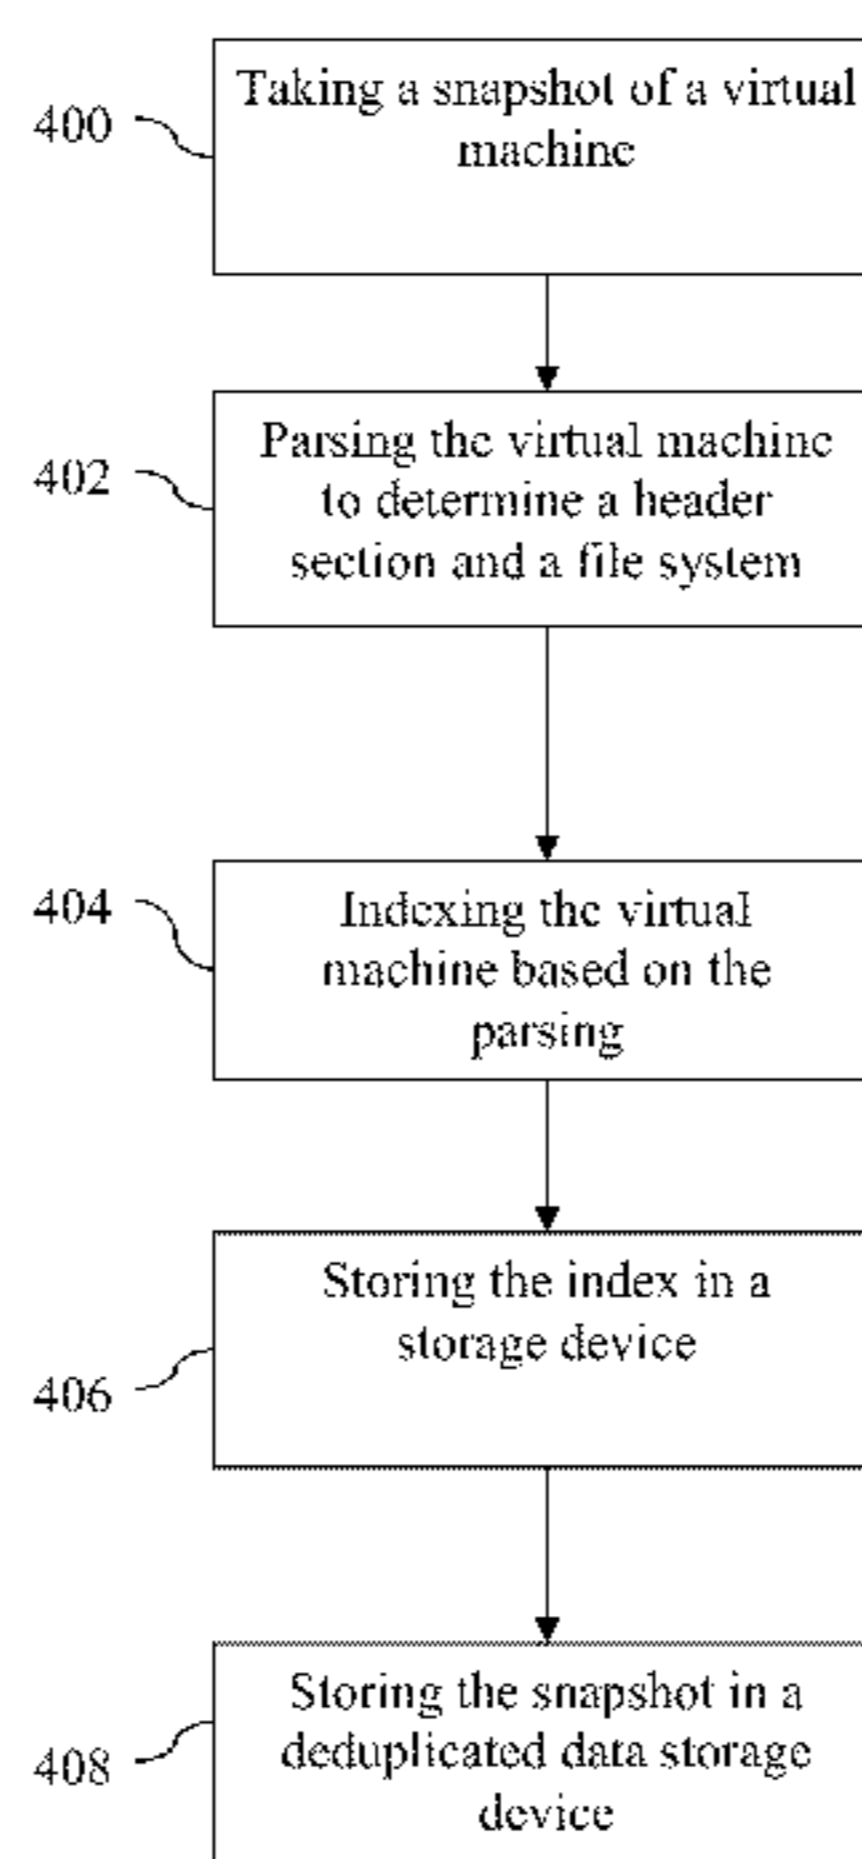 400
Taking a snapshot of a virtual
machine
402
Parsing the virtual machine
to determine a header
section and a file system
404
Indexing the virtual
machine based on the
parsing
406
Storing the index in a
storage device
408
Storing the snapshot in a
deduplicated data storage
device